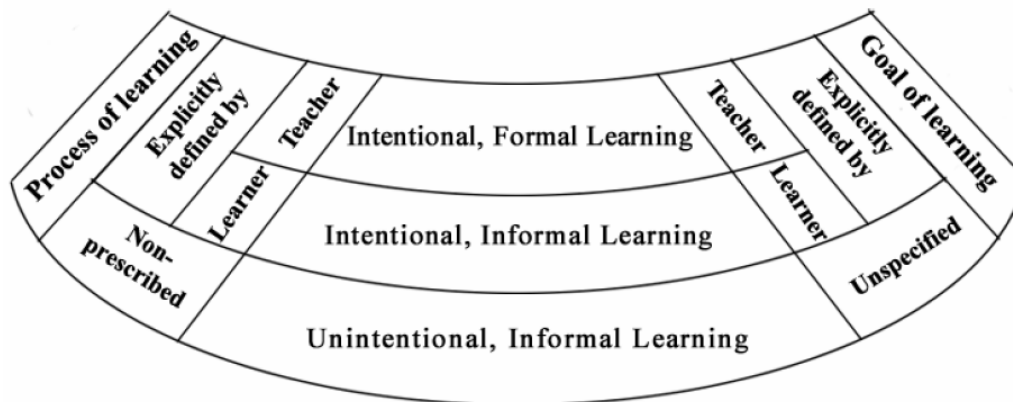 Process of learning
Explicitly
defined by
Teacher
Learner
Non-
prescribed
Intentional, Formal Learning
Intentional, Informal Learning
Unintentional, Informal Learning
Teacher
Learner
Explicitly
defined by
Unspecified
Goal of learning